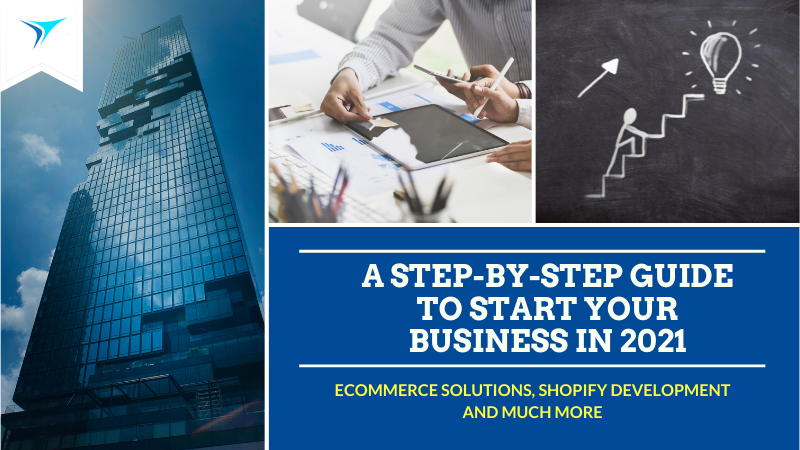 A STEP-BY-STEP GUIDE
TO START YOUR
BUSINESS IN 2021
ECOMMERCE SOLUTIONS, SHOPIFY DEVELOPMENT
AND MUCH MORE